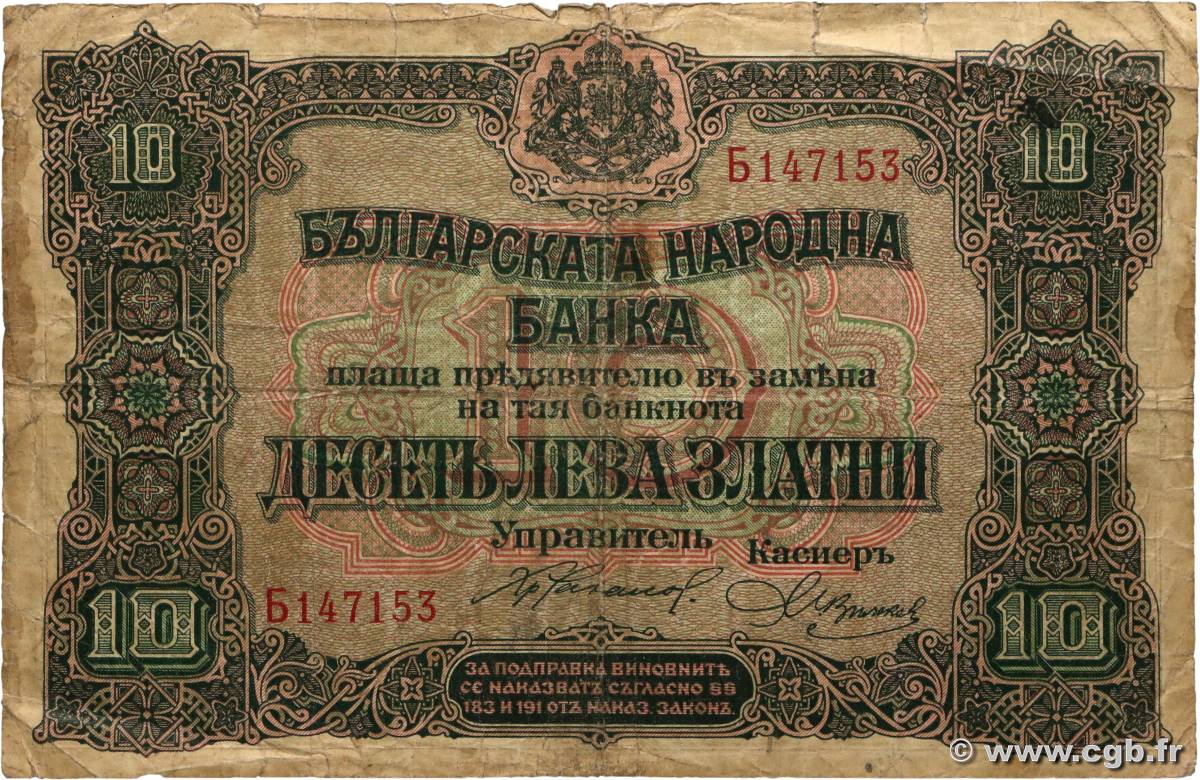 10
10
Б147153
БЪЛГАРСКАТА НАРОДНА
БАНКА
плаща прѣдявителю въ замѣна
на тая банкнота
ДЕСЕТЬ ЛЕВА ЗЛАТНИ
Управитель Касиеръ
Б147153
10
10
ЗА ПОДПРАВКА ВИНОВНИТѢ
СЕ НАКАЗВАТЪ СЪГЛАСНО §§
183 И 191 ОТЪ НАКАЗ. ЗАКОНЪ.
© www.cgb.fr